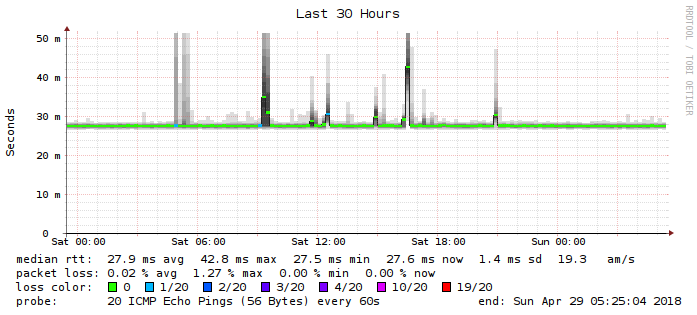 Last 30 Hours
RRDTOOL / TOBI OETIKER
Seconds
50 m
40 m
30 m
20 m
10 m
0
Sat 00:00 Sat 06:00 Sat 12:00 Sat 18:00 Sun 00:00
median rtt: 27.9 ms avg 42.8 ms max 27.5 ms min 27.6 ms now 1.4 ms sd 19.3 am/s
packet loss: 0.02 % avg 1.27 % max 0.00 % min 0.00 % now
loss color: 0 1/20 2/20 3/20 4/20 10/20 19/20
probe: 20 ICMP Echo Pings (56 Bytes) every 60s end: Sun Apr 29 05:25:04 2018